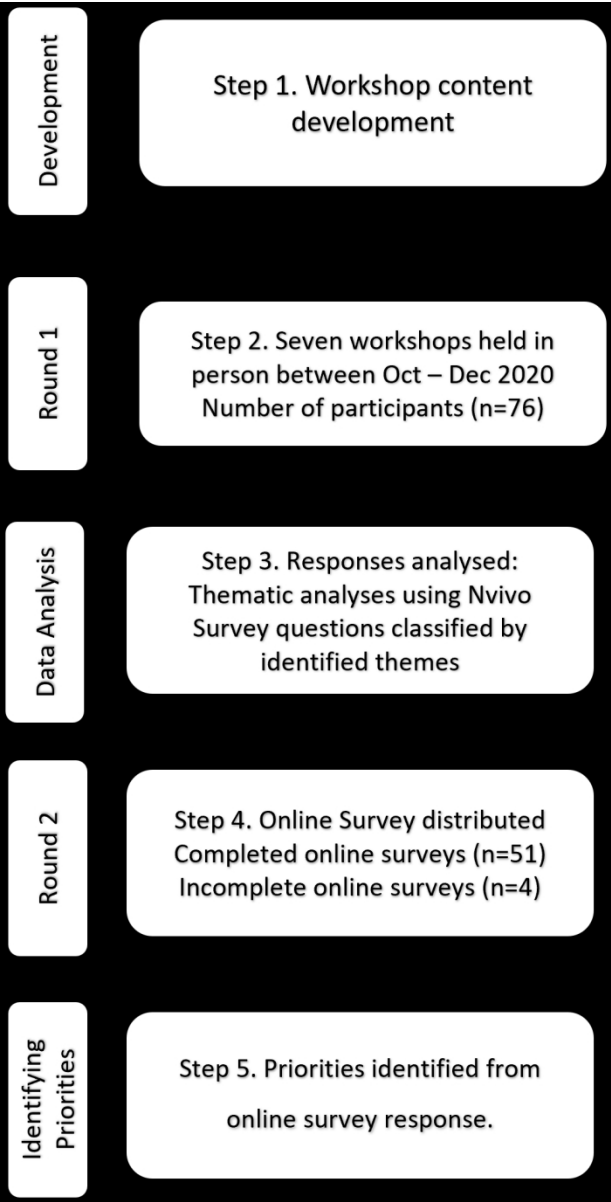 Development
Step 1. Workshop content
development
Round 1
Step 2. Seven workshops held in
person between Oct – Dec 2020
Number of participants (n=76)
Data Analysis
Step 3. Responses analysed:
Thematic analyses using Nvivo
Survey questions classified by
identified themes
Round 2
Step 4. Online Survey distributed
Completed online surveys (n=51)
Incomplete online surveys (n=4)
Identifying
Priorities
Step 5. Priorities identified from
online survey response.